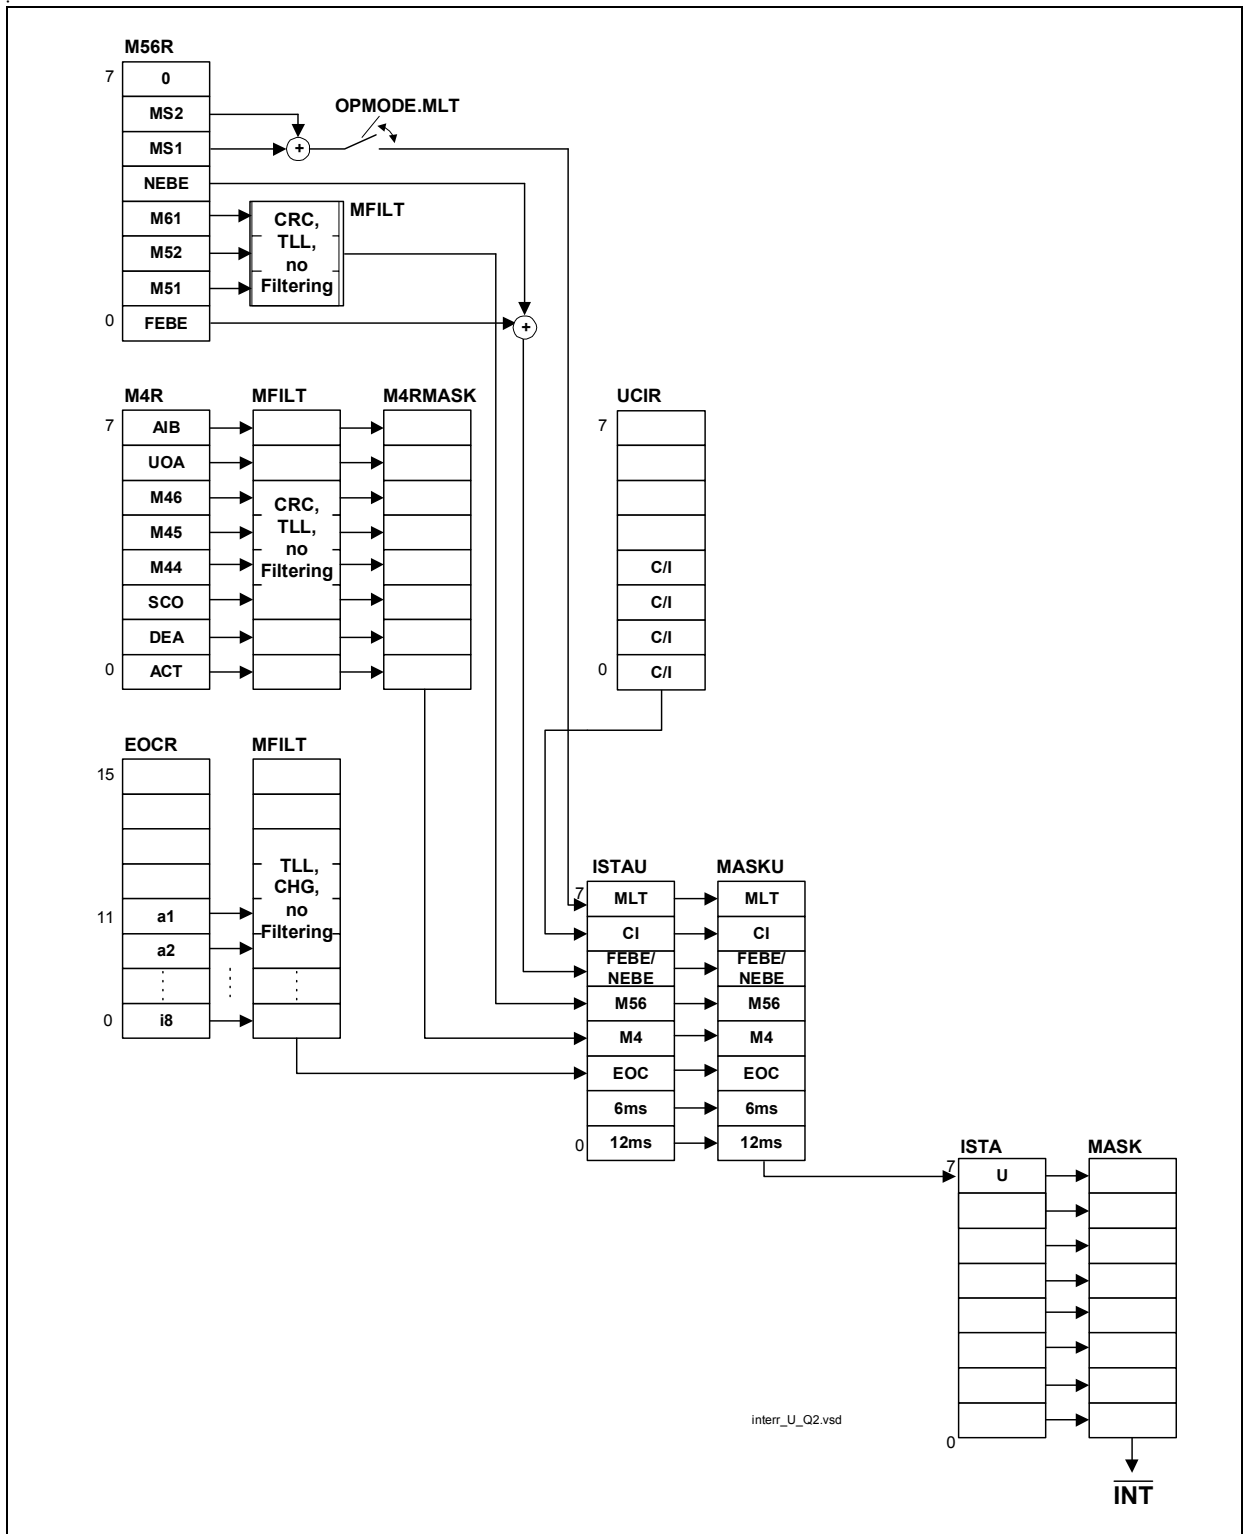 M56R
7
0
MS2
OPMODE.MLT
MS1
+
NEBE
M61
MFILT
CRC,
TLL,
no
Filtering
M52
M51
0
FEBE
+
M4R
MFILT
M4RMASK
UCIR
7
AIB
7
UOA
M46
CRC,
TLL,
no
Filtering
M45
M44
C/I
SCO
C/I
DEA
C/I
0
ACT
0
C/I
EOCR
MFILT
15
TLL,
CHG,
no
Filtering
11
a1
a2
0
i8
ISTAU
MASKU
7
MLT
MLT
CI
CI
FEBE/
NEBE
FEBE/
NEBE
M56
M56
M4
M4
EOC
EOC
6ms
6ms
0
12ms
12ms
ISTA
MASK
7
U
interr_U_Q2.vsd
0
INT